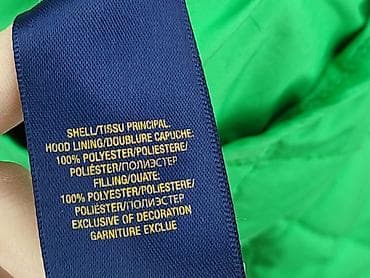 SHELL/TISSU PRINCIPAL:
HOOD LINING/DOUBLURE CAPUCHE:
100% POLYESTER/POLIESTERE/
POLIÉSTER/ПОЛИЭСТЕР
FILLING/OUATE:
100% POLYESTER/POLIESTERE/
POLIÉSTER/ПОЛИЭСТЕР
EXCLUSIVE OF DECORATION
GARNITURE EXCLUE